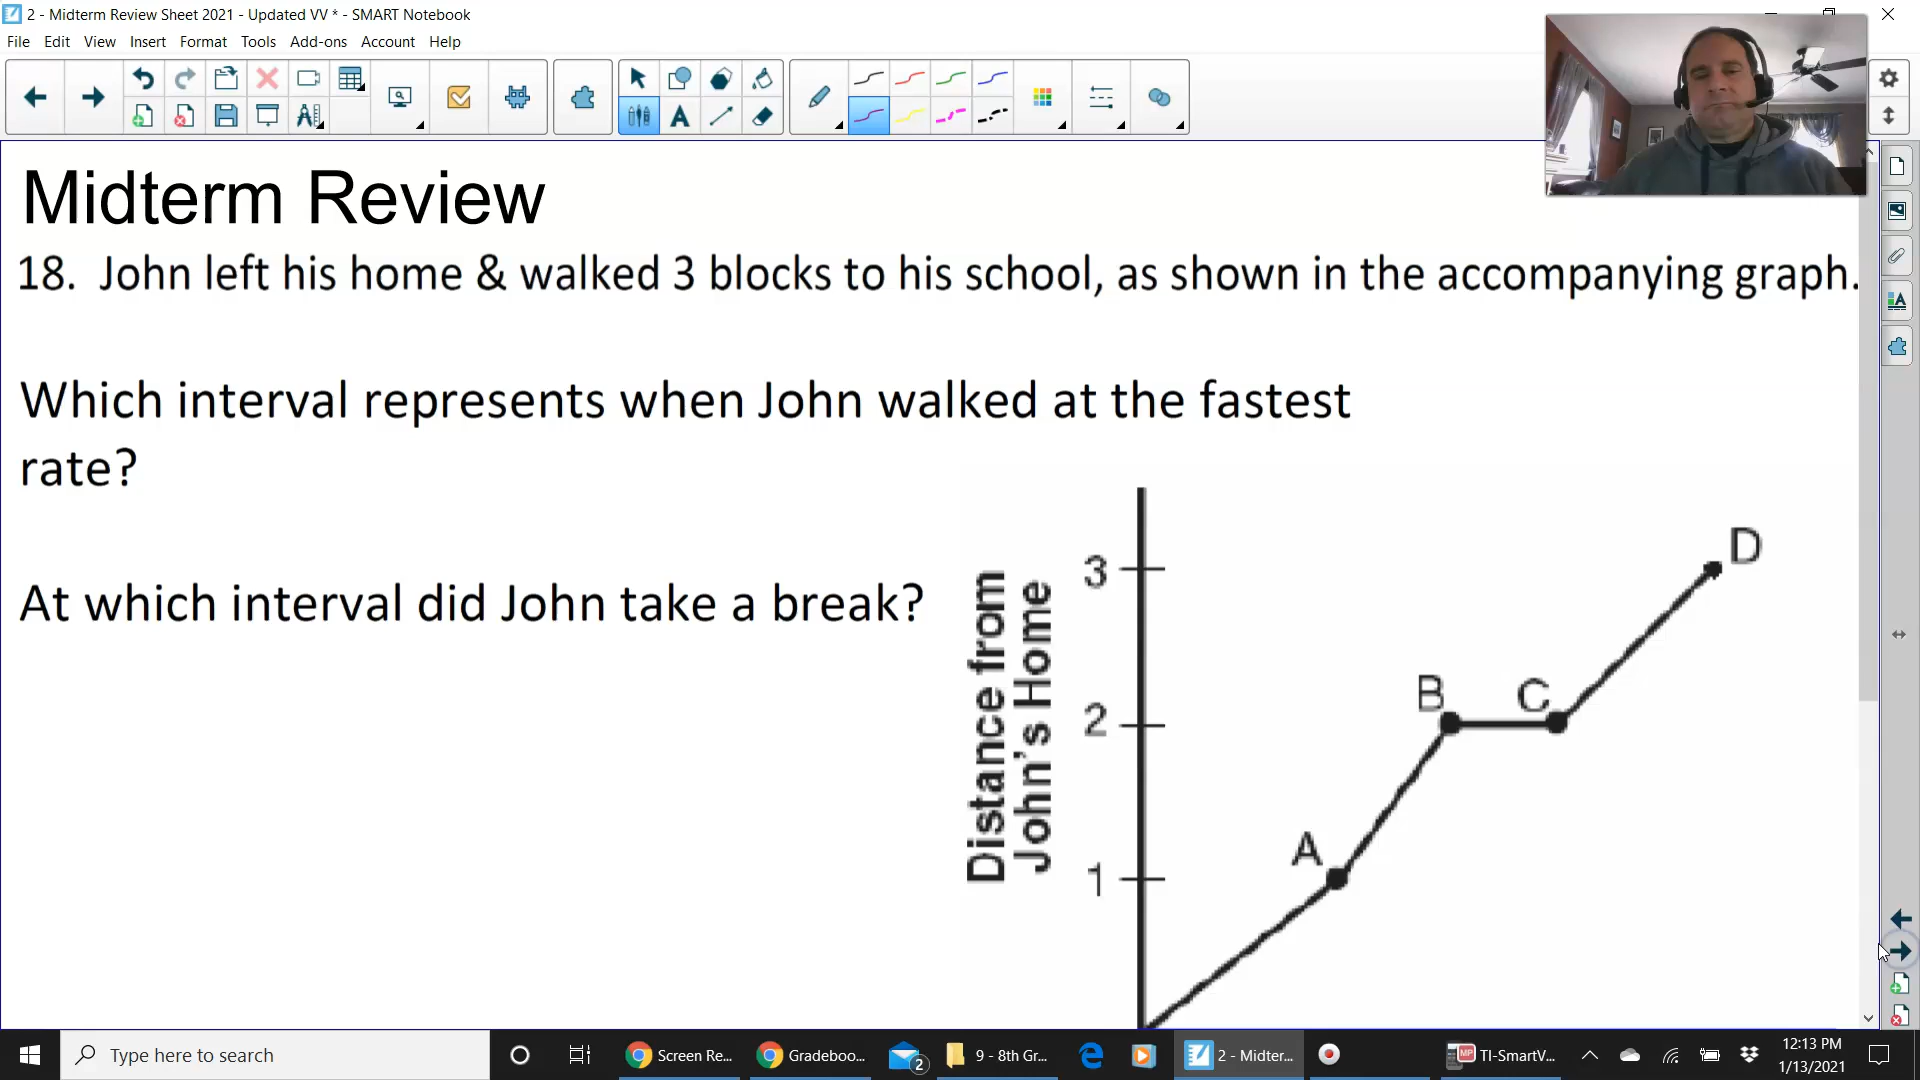 2 - Midterm Review Sheet 2021 - Updated VV * - SMART Notebook
File Edit View Insert Format Tools Add-ons Account Help
Midterm Review
18. John left his home & walked 3 blocks to his school, as shown in the accompanying graph.
Which interval represents when John walked at the fastest
rate?
At which interval did John take a break?
Distance from
John's Home
3
2
1
A
B
C
D
Type here to search
Screen Re...
Gradeboo...
2
9 - 8th Gr...
2 - Midter...
TI-SmartV...
12:13 PM
1/13/2021